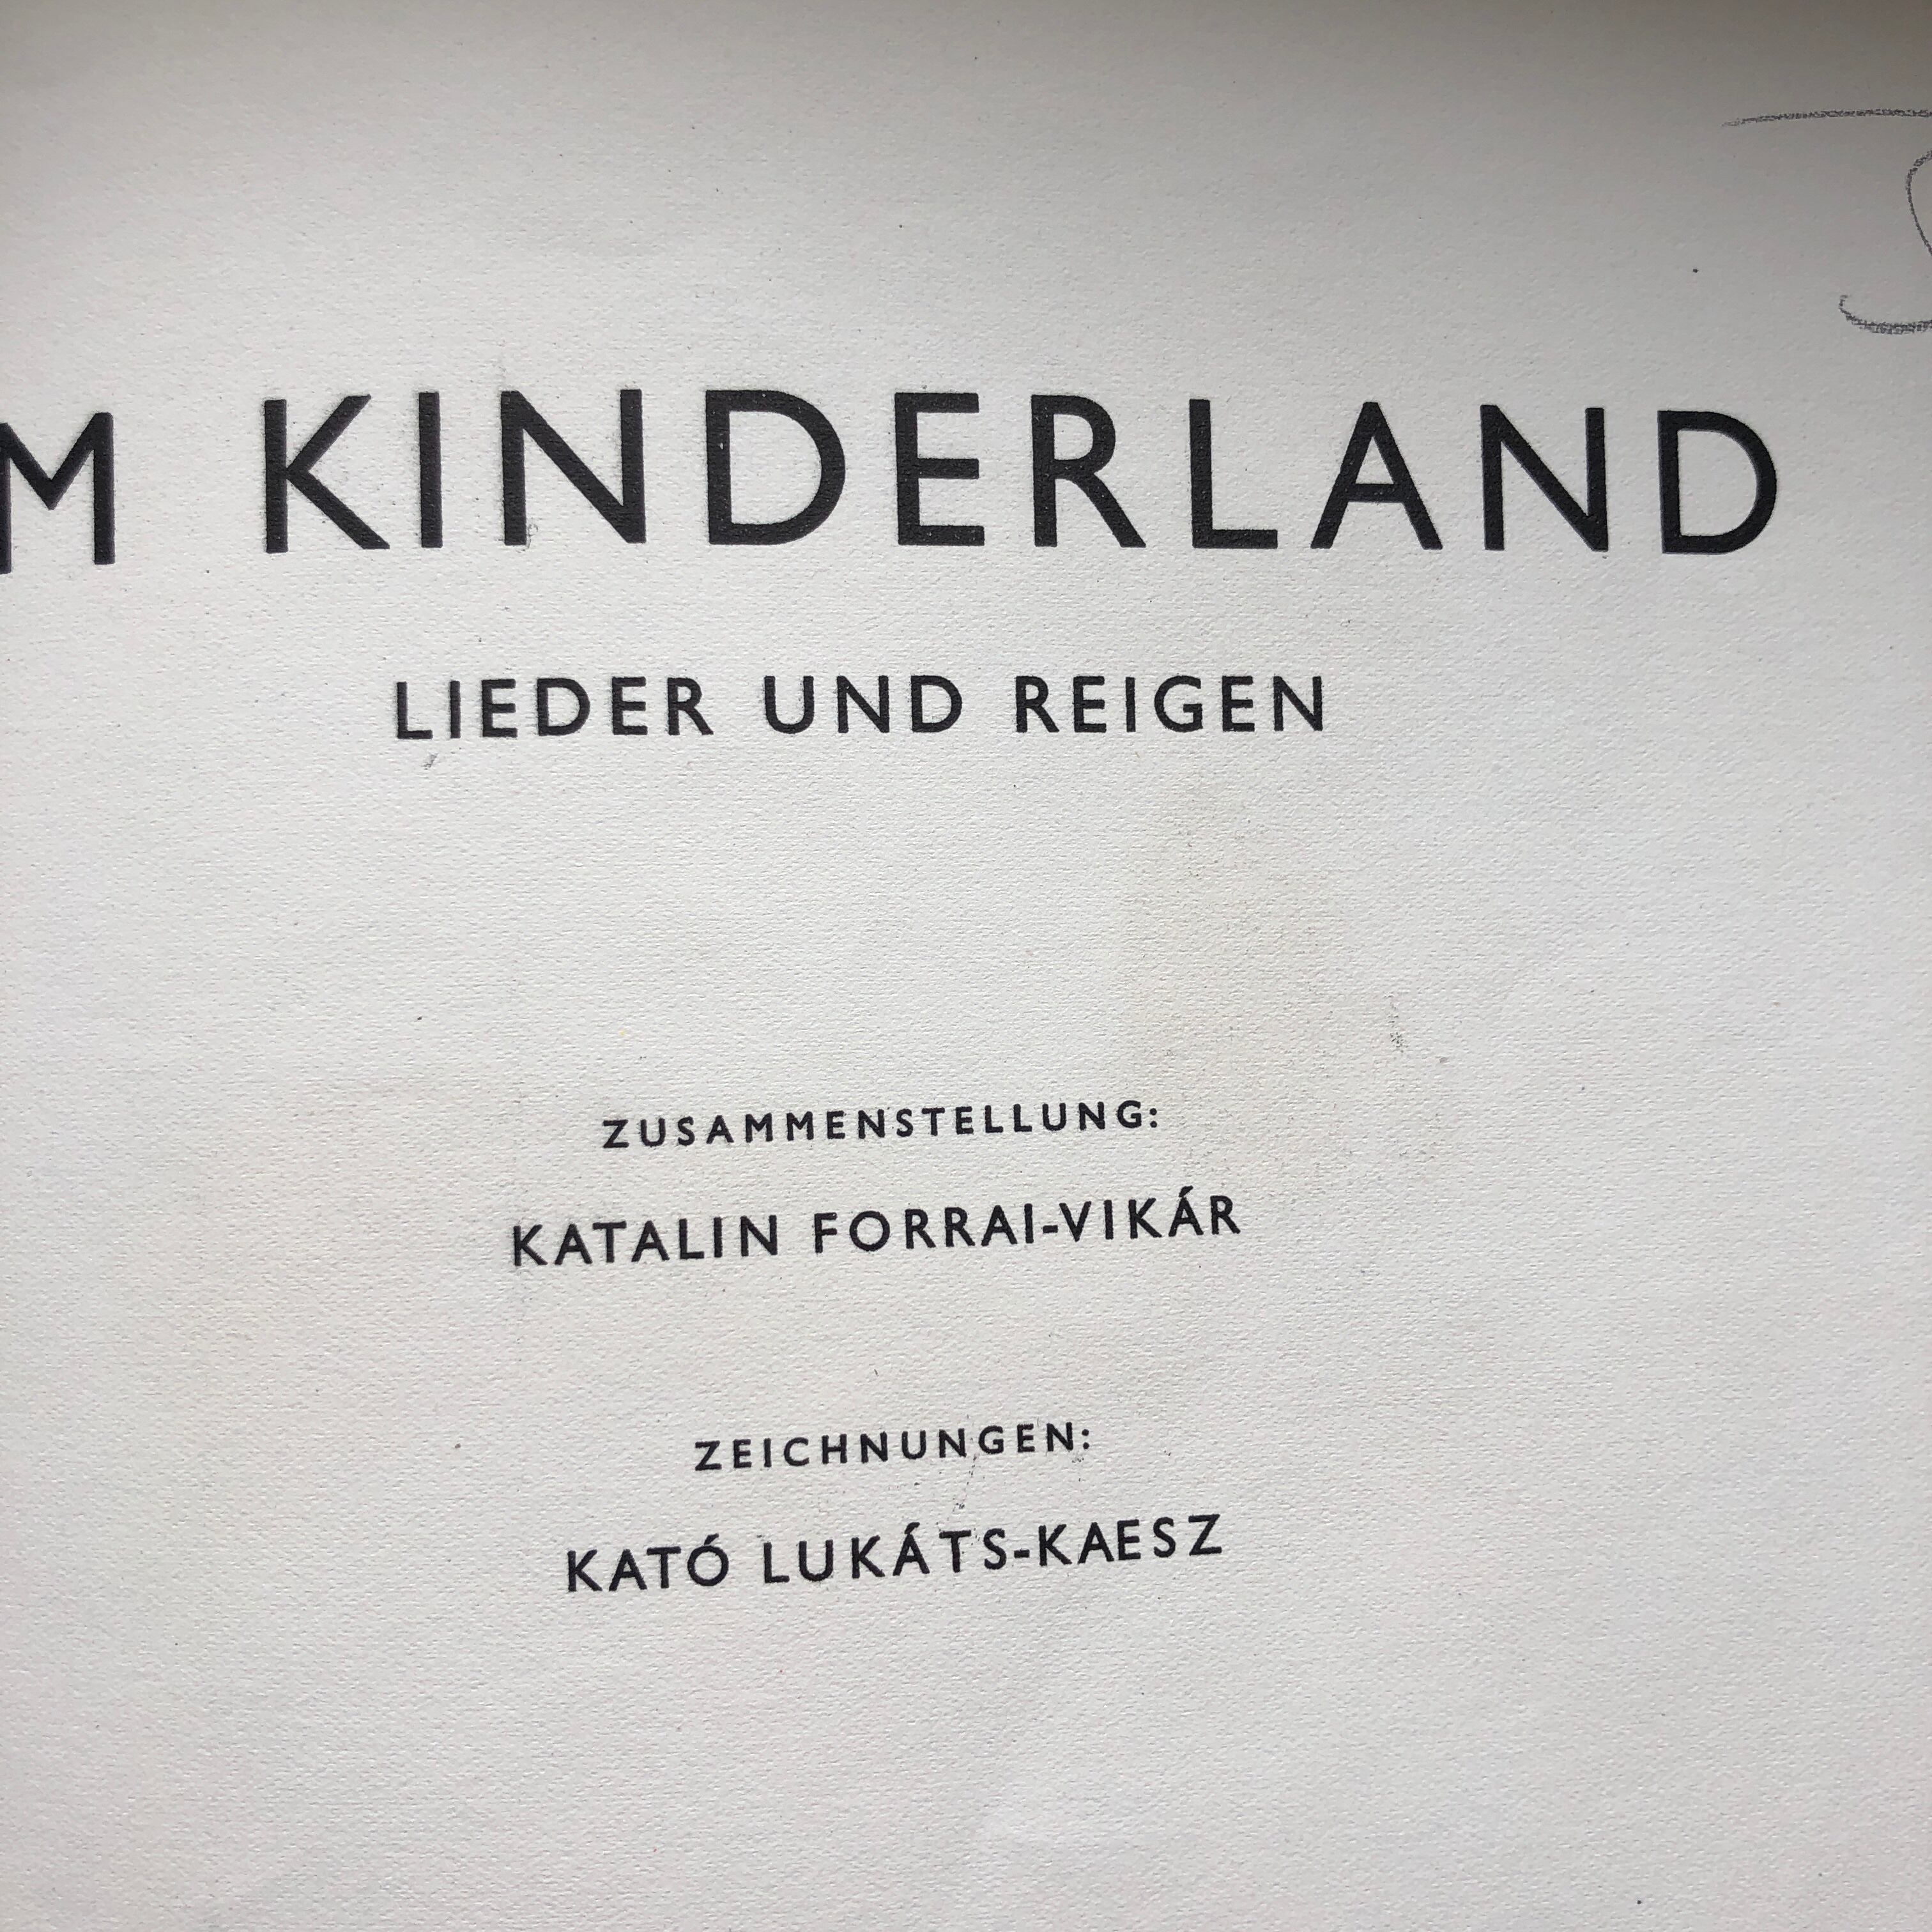 M KINDERLAND
LIEDER UND REIGEN
ZUSAMMENSTELLUNG:
KATALIN FORRAI-VIKÁR
ZEICHNUNGEN:
KATÓ LUKÁTS-KAESZ